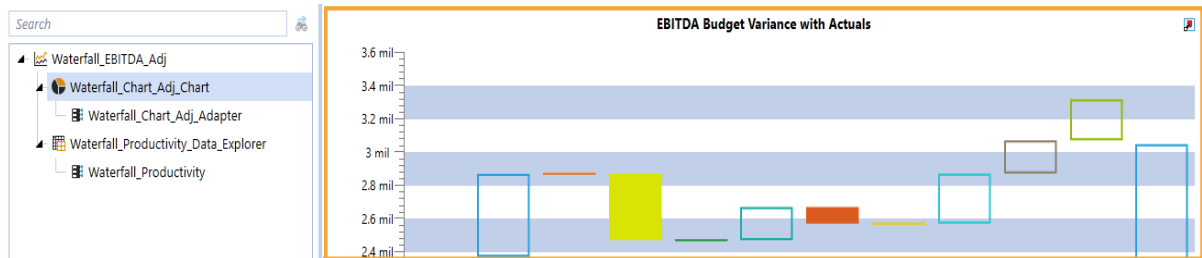 Search
Waterfall_EBITDA_Adj
Waterfall_Chart_Adj_Chart
Waterfall_Chart_Adj_Adapter
Waterfall_Productivity_Data_Explorer
Waterfall_Productivity
EBITDA Budget Variance with Actuals
3.6 mil
3.4 mil
3.2 mil
3 mil
2.8 mil
2.6 mil
2.4 mil